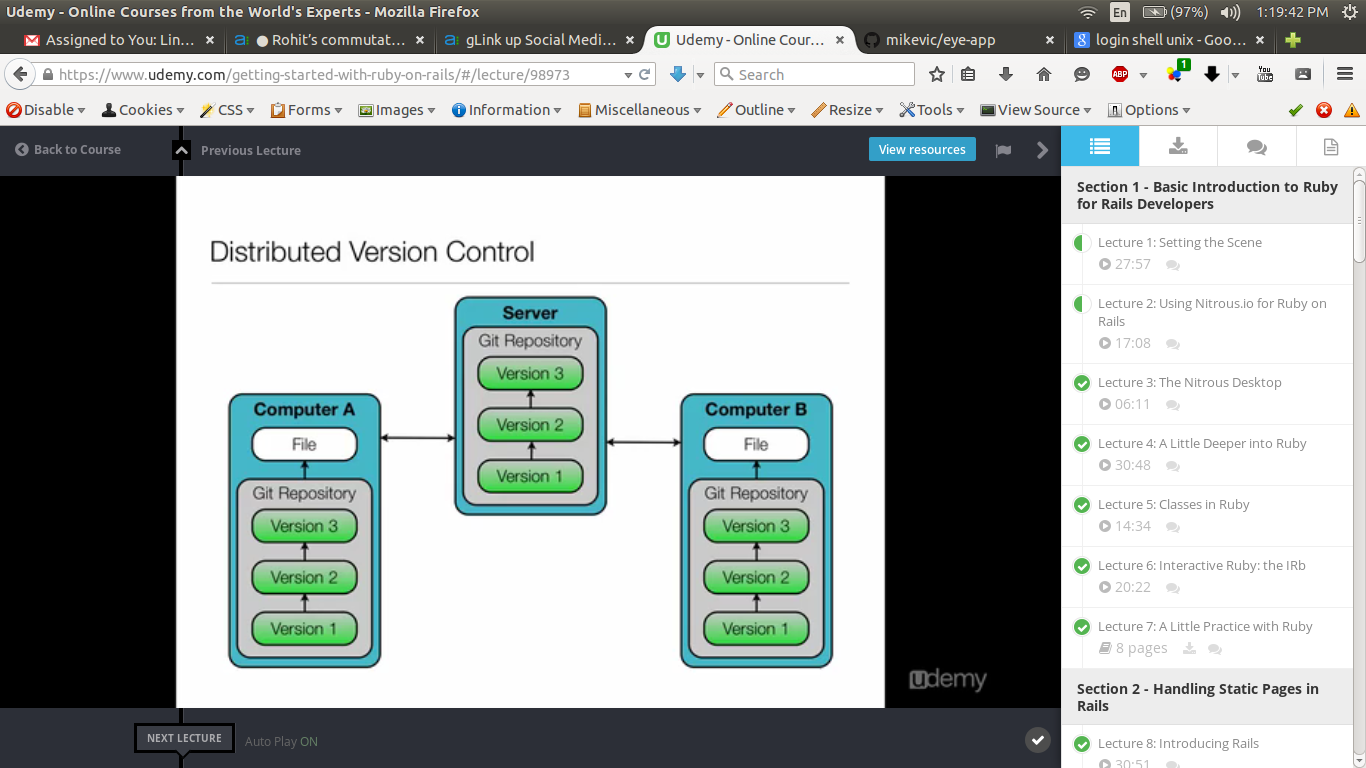 Udemy - Online Courses from the World's Experts - Mozilla Firefox
En
(97%)
1:19:42 PM
Assigned to You: Lin…
a:
● Rohit’s commutat…
a:
gLink up Social Medi…
Udemy - Online Cour…
mikevic/eye-app
login shell unix - Goo…
https://www.udemy.com/getting-started-with-ruby-on-rails/#/lecture/98973
Search
ABP
1
You
Tube
Disable
Cookies
CSS
Forms
Images
Information
Miscellaneous
Outline
Resize
Tools
View Source
Options
Back to Course
Previous Lecture
View resources
Distributed Version Control
Server
Git Repository
Version 3
Version 2
Version 1
Computer A
File
Git Repository
Version 3
Version 2
Version 1
Computer B
File
Git Repository
Version 3
Version 2
Version 1
udemy
NEXT LECTURE
Auto Play ON
Section 1 - Basic Introduction to Ruby
for Rails Developers
Lecture 1: Setting the Scene
27:57
Lecture 2: Using Nitrous.io for Ruby on
Rails
17:08
Lecture 3: The Nitrous Desktop
06:11
Lecture 4: A Little Deeper into Ruby
30:48
Lecture 5: Classes in Ruby
14:34
Lecture 6: Interactive Ruby: the IRb
20:22
Lecture 7: A Little Practice with Ruby
8 pages
Section 2 - Handling Static Pages in
Rails
Lecture 8: Introducing Rails
30:51